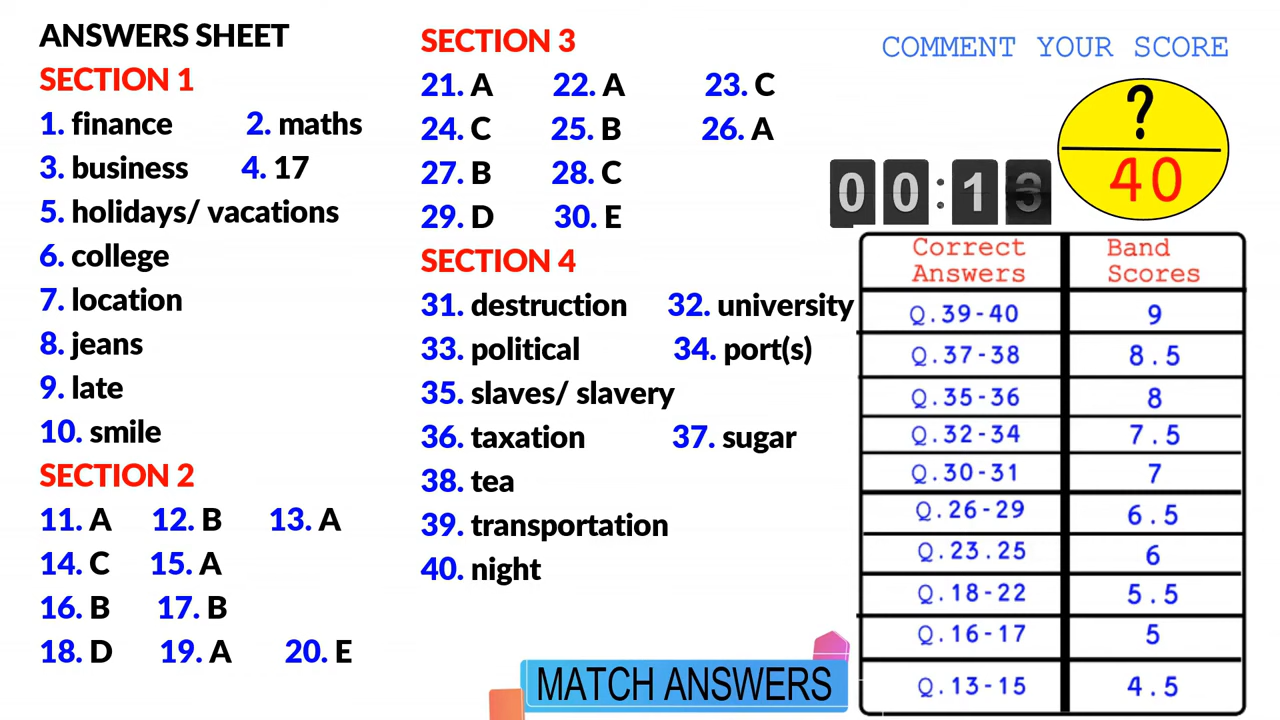 ANSWERS SHEET
SECTION 1
1. finance 2. maths
3. business 4. 17
5. holidays/ vacations
6. college
7. location
8. jeans
9. late
10. smile
SECTION 2
11. A 12. B 13. A
14. C 15. A
16. B 17. B
18. D 19. A 20. E
SECTION 3
21. A 22. A 23. C
24. C 25. B 26. A
27. B 28. C
29. D 30. E
SECTION 4
31. destruction 32. university
33. political 34. port(s)
35. slaves/ slavery
36. taxation 37. sugar
38. tea
39. transportation
40. night
MATCH ANSWERS
COMMENT YOUR SCORE
?
40
00:13
Correct Answers Band Scores
Q.39-40 9
Q.37-38 8.5
Q.35-36 8
Q.32-34 7.5
Q.30-31 7
Q.26-29 6.5
Q.23.25 6
Q.18-22 5.5
Q.16-17 5
Q.13-15 4.5